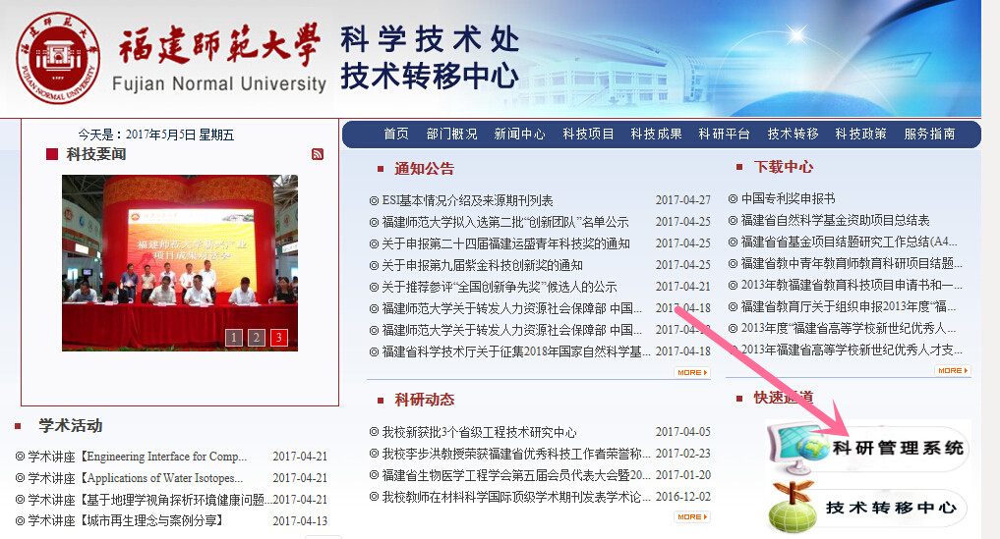 福建师范大学
Fujian Normal University
科学技术处
技术转移中心
今天是：2017年5月5日 星期五
首页 部门概况 新闻中心 科技项目 科技成果 科研平台 技术转移 科技政策 服务指南
科技要闻
福建师范大学新兴产业
项目成果对接会
1 2 3
学术活动
学术讲座【Engineering Interface for Comp... 2017-04-21
学术讲座【Applications of Water Isotopes... 2017-04-21
学术讲座【基于地理学视角探析环境健康问题... 2017-04-21
学术讲座【城市再生理念与案例分享】 2017-04-13
通知公告
ESI基本情况介绍及来源期刊列表 2017-04-27
福建师范大学拟入选第二批“创新团队”名单公示 2017-04-25
关于申报第二十四届福建运盛青年科技奖的通知 2017-04-25
关于申报第九届紫金科技创新奖的通知 2017-04-25
关于推荐参评“全国创新争先奖”候选人的公示 2017-04-21
福建师范大学关于转发人力资源社会保障部 中国... 2017-04-18
福建师范大学关于转发人力资源社会保障部 中国... 2017-04-18
福建省科学技术厅关于征集2018年国家自然科学基... 2017-04-18
MORE
科研动态
我校新获批3个省级工程技术研究中心 2017-04-05
我校李步洪教授荣获福建省优秀科技工作者荣誉称... 2017-02-23
福建省生物医学工程学会第五届会员代表大会暨20... 2017-01-20
我校教师在材料科学国际顶级学术期刊发表学术论... 2016-12-02
MORE
下载中心
中国专利奖申报书
福建省自然科学基金资助项目总结表
福建省省基金项目结题研究工作总结(A4...
福建省教中青年教育师教育科研项目结题...
2013年教福建省教育科技项目申请书和一...
福建省教育厅关于组织申报2013年度“福...
2013年度“福建省高等学校新世纪优秀人...
2013年福建省高等学校新世纪优秀人才支...
MORE
快速通道
科研管理系统
技术转移中心